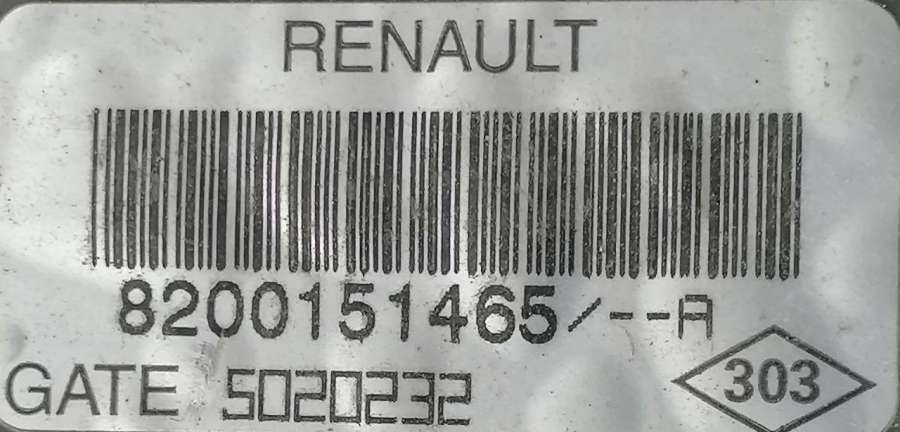 RENAULT
8200151465/--A
GATE 5020232
303